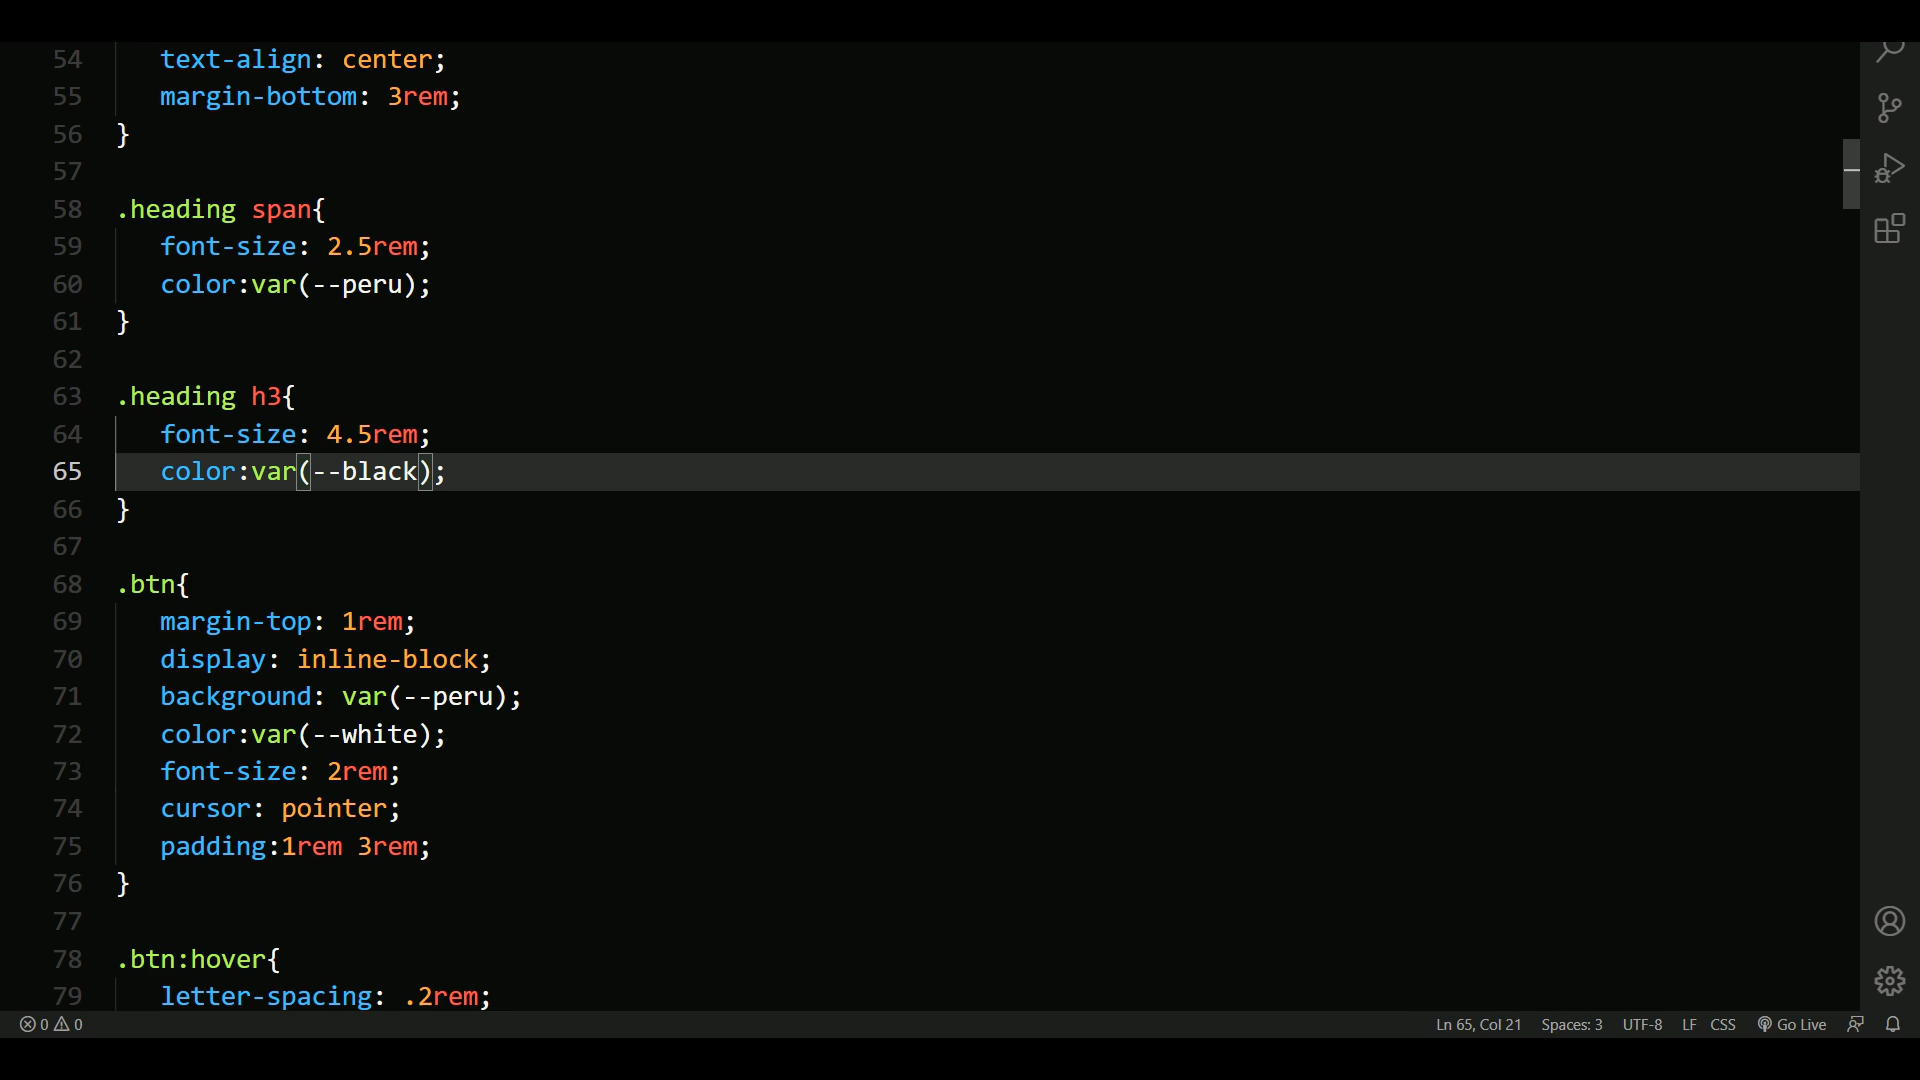 54 text-align: center;
55 margin-bottom: 3rem;
56 }
57
58 .heading span{
59 font-size: 2.5rem;
60 color:var(--peru);
61 }
62
63 .heading h3{
64 font-size: 4.5rem;
65 color:var(--black);
66 }
67
68 .btn{
69 margin-top: 1rem;
70 display: inline-block;
71 background: var(--peru);
72 color:var(--white);
73 font-size: 2rem;
74 cursor: pointer;
75 padding:1rem 3rem;
76 }
77
78 .btn:hover{
79 letter-spacing: .2rem;
0 0 Ln 65, Col 21 Spaces: 3 UTF-8 LF CSS Go Live